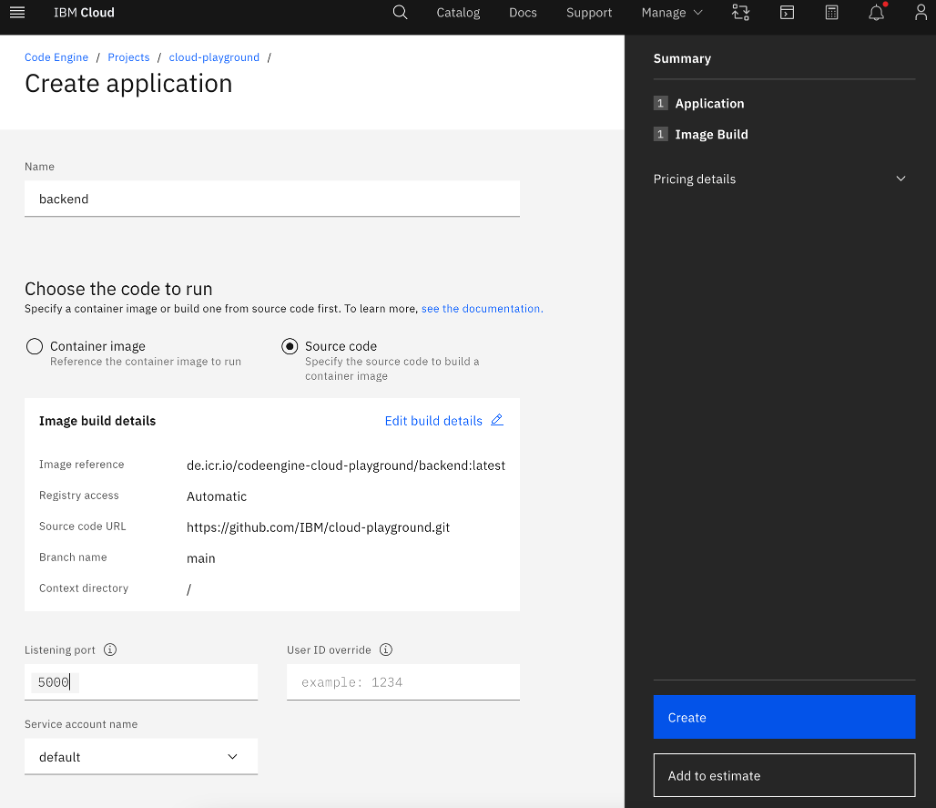 IBM Cloud
Catalog
Docs
Support
Manage
Code Engine / Projects / cloud-playground /
Create application
Name
backend
Choose the code to run
Specify a container image or build one from source code first. To learn more, see the documentation.
Container image
Reference the container image to run
Source code
Specify the source code to build a
container image
Image build details
Edit build details
Image reference
de.icr.io/codeengine-cloud-playground/backend:latest
Registry access
Automatic
Source code URL
https://github.com/IBM/cloud-playground.git
Branch name
main
Context directory
/
Listening port
5000
User ID override
example: 1234
Service account name
default
Summary
1 Application
1 Image Build
Pricing details
Create
Add to estimate